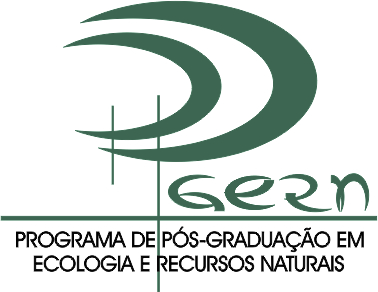 PPGERN
PROGRAMA DE PÓS-GRADUAÇÃO EM
ECOLOGIA E RECURSOS NATURAIS